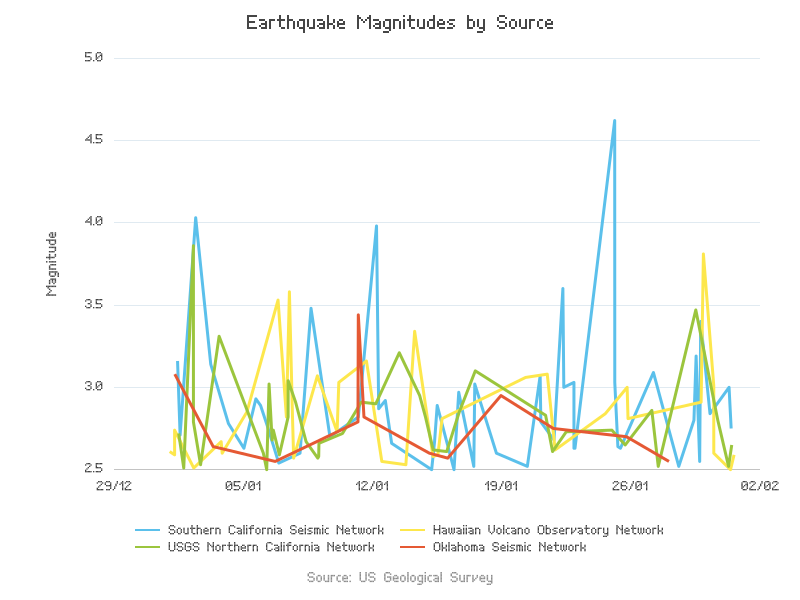 Earthquake Magnitudes by Source
5.0
4.5
4.0
3.5
3.0
2.5
Magnitude
29/12 05/01 12/01 19/01 26/01 02/02
Southern California Seismic Network Hawaiian Volcano Observatory Network
USGS Northern California Network Oklahoma Seismic Network
Source: US Geological Survey